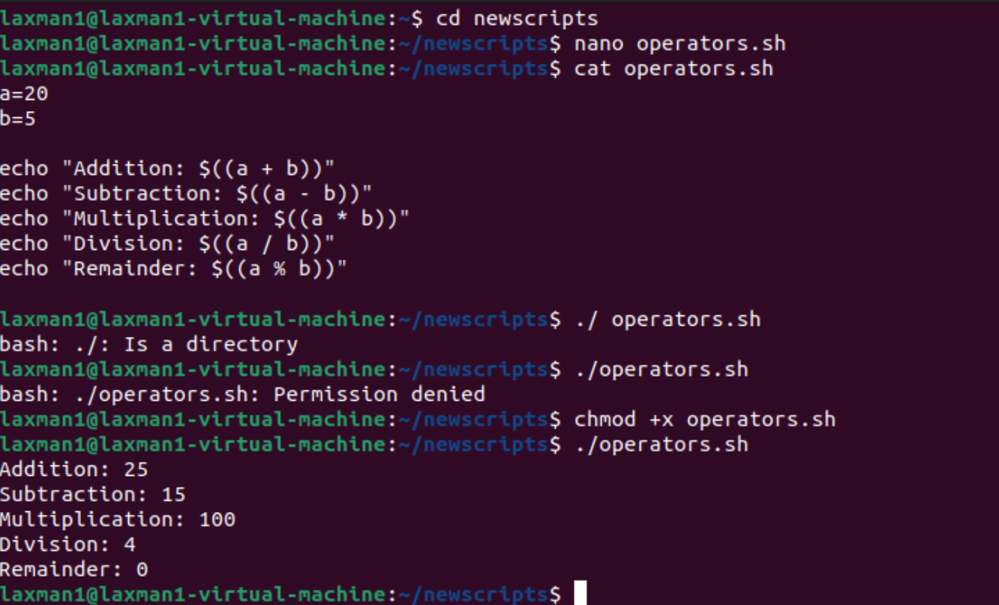 laxman1@laxman1-virtual-machine:~$ cd newscripts
laxman1@laxman1-virtual-machine:~/newscripts$ nano operators.sh
laxman1@laxman1-virtual-machine:~/newscripts$ cat operators.sh
a=20
b=5

echo "Addition: $((a + b))"
echo "Subtraction: $((a - b))"
echo "Multiplication: $((a * b))"
echo "Division: $((a / b))"
echo "Remainder: $((a % b))"

laxman1@laxman1-virtual-machine:~/newscripts$ ./ operators.sh
bash: ./: Is a directory
laxman1@laxman1-virtual-machine:~/newscripts$ ./operators.sh
bash: ./operators.sh: Permission denied
laxman1@laxman1-virtual-machine:~/newscripts$ chmod +x operators.sh
laxman1@laxman1-virtual-machine:~/newscripts$ ./operators.sh
Addition: 25
Subtraction: 15
Multiplication: 100
Division: 4
Remainder: 0
laxman1@laxman1-virtual-machine:~/newscripts$